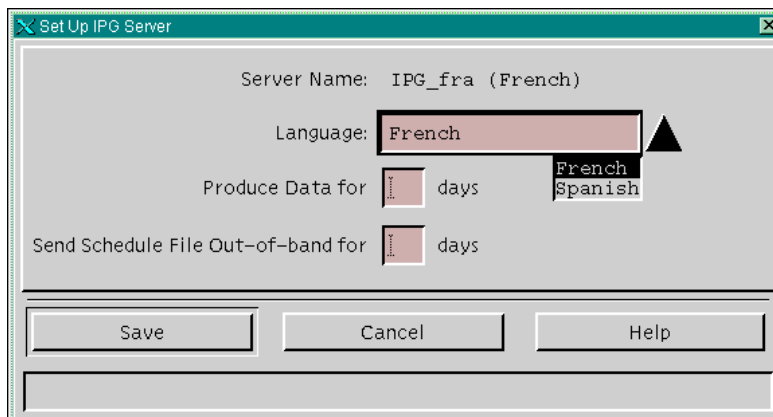 Set Up IPG Server
Server Name: IPG_fra (French)
Language: French
French
Spanish
Produce Data for days
Send Schedule File Out-of-band for days
Save Cancel Help